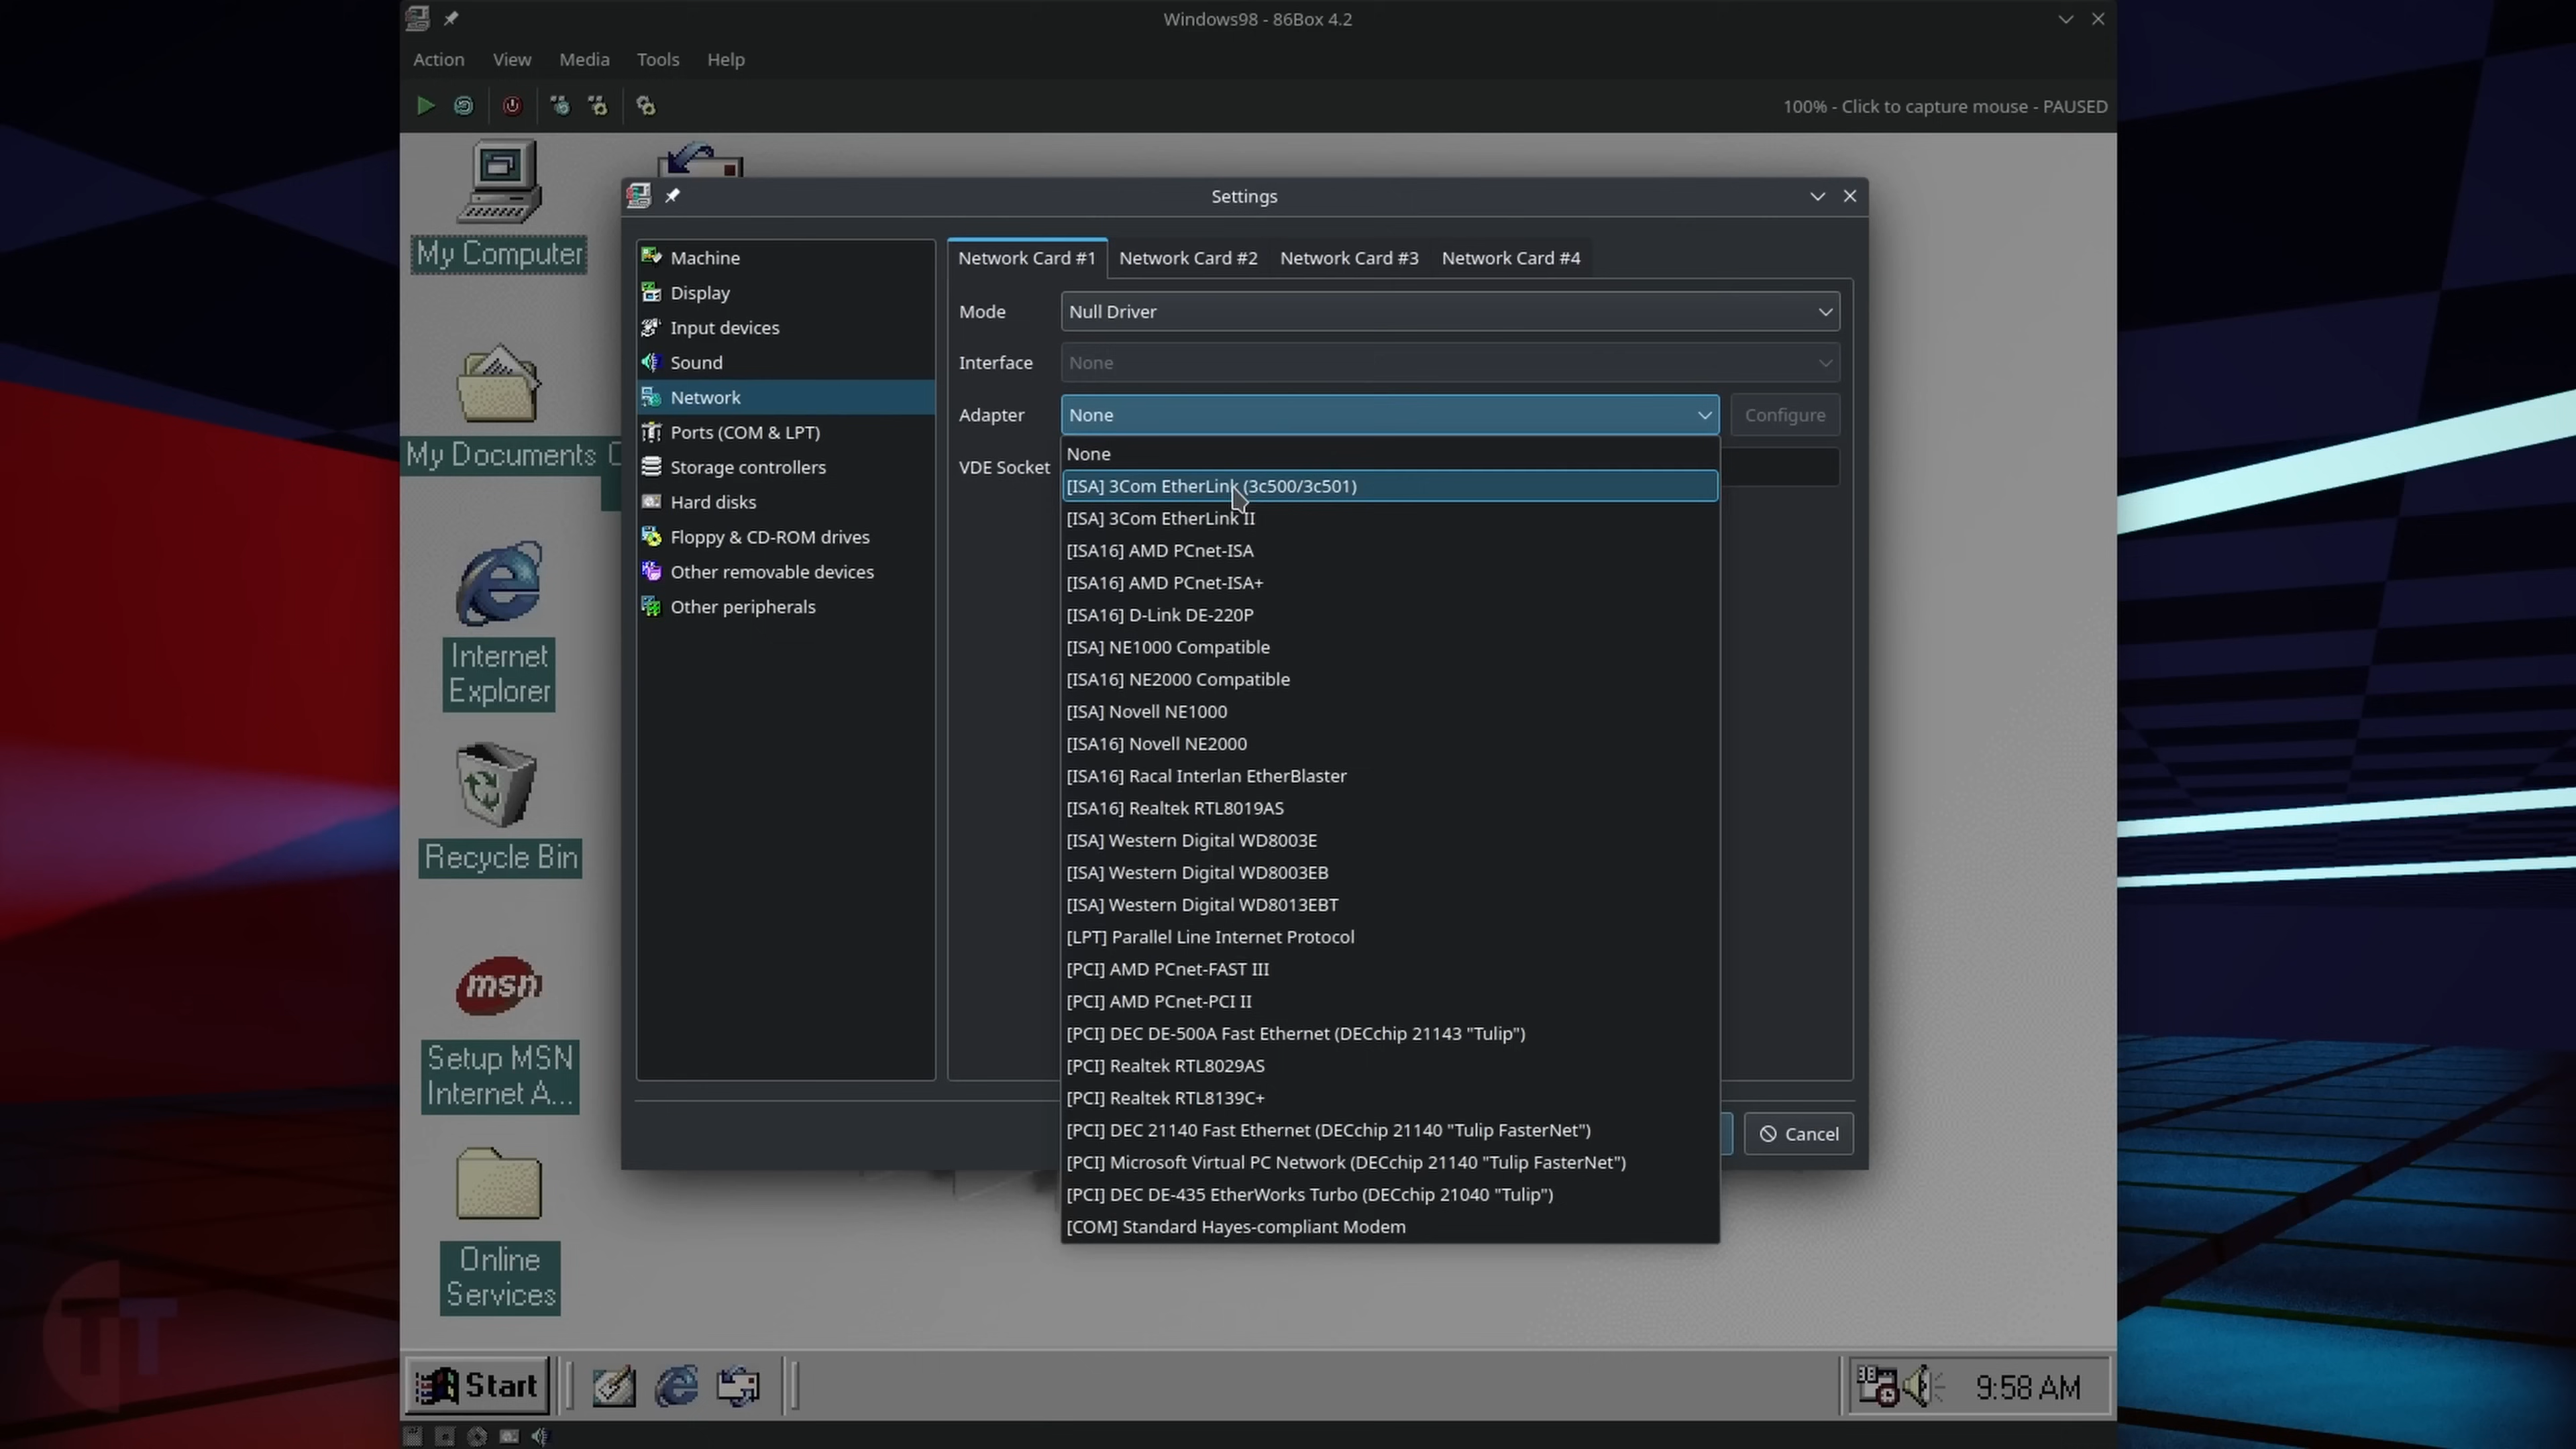 Windows98 - 86Box 4.2
Action View Media Tools Help
100% - Click to capture mouse - PAUSED
My Computer
My Documents
Internet
Explorer
Recycle Bin
msn
Setup MSN
Internet A...
Online
Services
Settings
Machine
Display
Input devices
Sound
Network
Ports (COM & LPT)
Storage controllers
Hard disks
Floppy & CD-ROM drives
Other removable devices
Other peripherals
Network Card #1 Network Card #2 Network Card #3 Network Card #4
Mode Null Driver
Interface None
Adapter None Configure
VDE Socket
None
[ISA] 3Com EtherLink (3c500/3c501)
[ISA] 3Com EtherLink II
[ISA16] AMD PCnet-ISA
[ISA16] AMD PCnet-ISA+
[ISA16] D-Link DE-220P
[ISA] NE1000 Compatible
[ISA16] NE2000 Compatible
[ISA] Novell NE1000
[ISA16] Novell NE2000
[ISA16] Racal Interlan EtherBlaster
[ISA16] Realtek RTL8019AS
[ISA] Western Digital WD8003E
[ISA] Western Digital WD8003EB
[ISA] Western Digital WD8013EBT
[LPT] Parallel Line Internet Protocol
[PCI] AMD PCnet-FAST III
[PCI] AMD PCnet-PCI II
[PCI] DEC DE-500A Fast Ethernet (DECchip 21143 "Tulip")
[PCI] Realtek RTL8029AS
[PCI] Realtek RTL8139C+
[PCI] DEC 21140 Fast Ethernet (DECchip 21140 "Tulip FasterNet")
[PCI] Microsoft Virtual PC Network (DECchip 21140 "Tulip FasterNet")
[PCI] DEC DE-435 EtherWorks Turbo (DECchip 21040 "Tulip")
[COM] Standard Hayes-compliant Modem
Cancel
TT
Start
9:58 AM